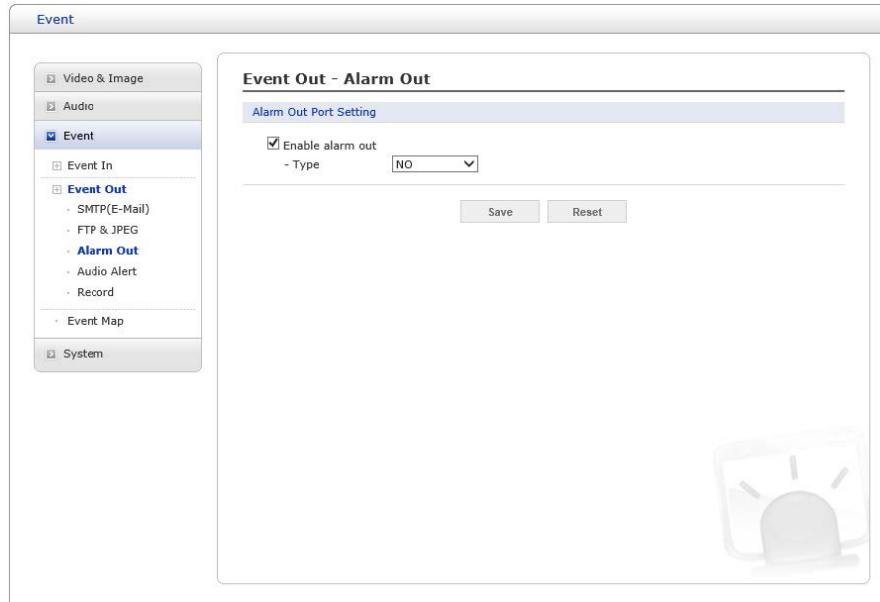 Event
Video & Image
Audio
Event
Event In
Event Out
SMTP(E-Mail)
FTP & JPEG
Alarm Out
Audio Alert
Record
Event Map
System
Event Out - Alarm Out
Alarm Out Port Setting
Enable alarm out
- Type NO
Save Reset